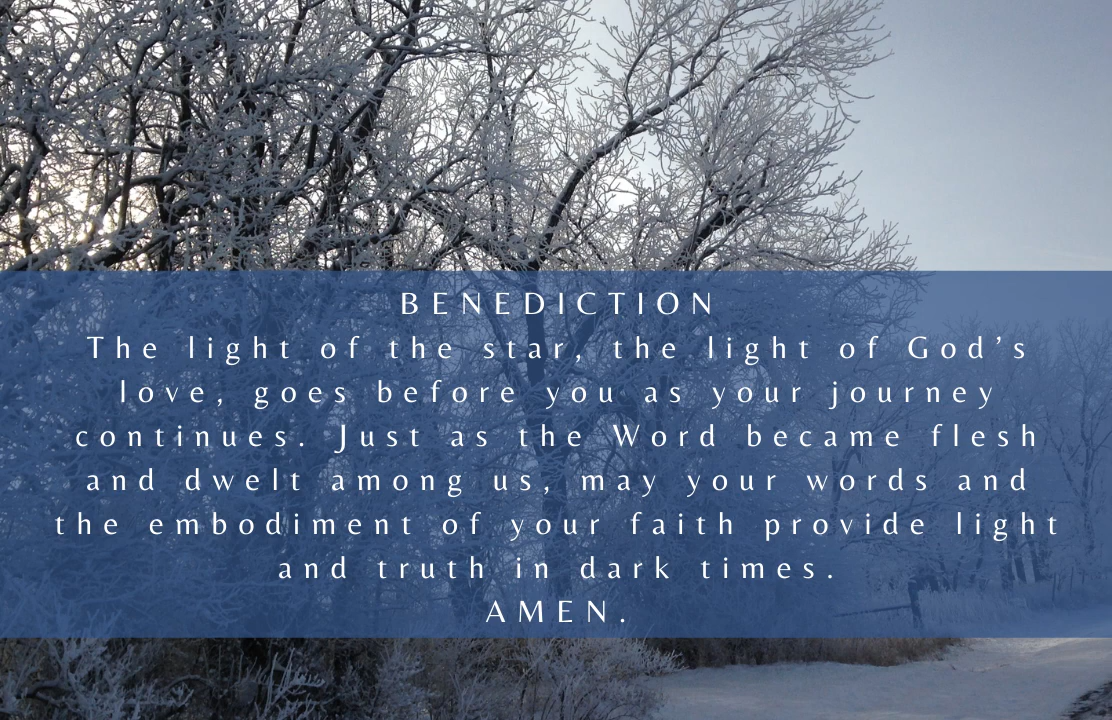 BENEDICTION
The light of the star, the light of God’s
love, goes before you as your journey
continues. Just as the Word became flesh
and dwelt among us, may your words and
the embodiment of your faith provide light
and truth in dark times.
AMEN.